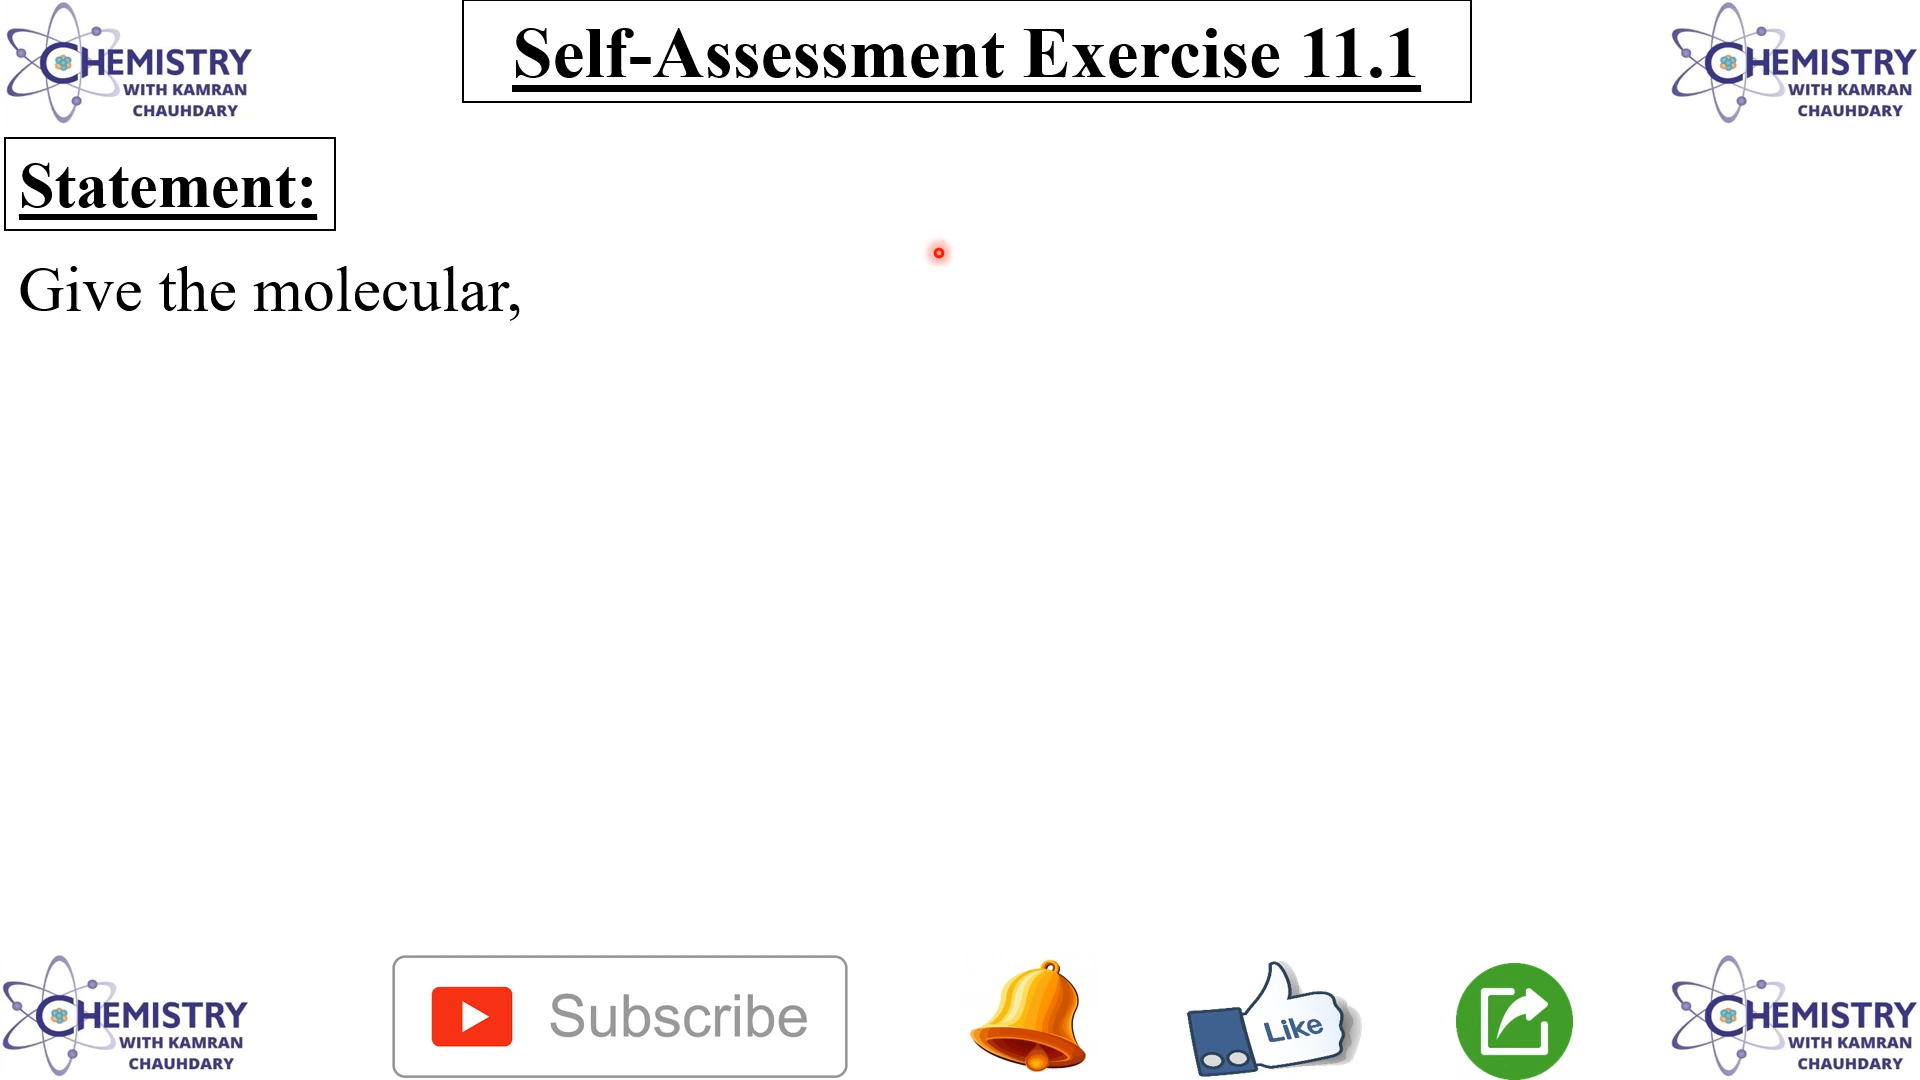 CHEMISTRY
WITH KAMRAN
CHAUHDARY
Self-Assessment Exercise 11.1
CHEMISTRY
WITH KAMRAN
CHAUHDARY
Statement:
Give the molecular,
CHEMISTRY
WITH KAMRAN
CHAUHDARY
Subscribe
Like
CHEMISTRY
WITH KAMRAN
CHAUHDARY